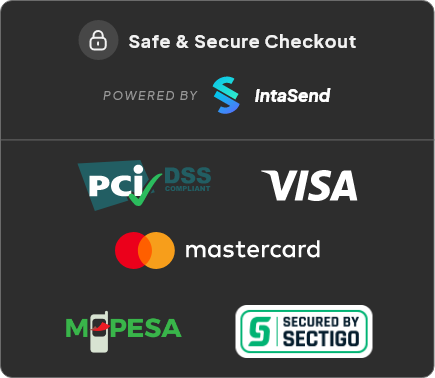 Safe & Secure Checkout
POWERED BY IntaSend
PCi DSS
COMPLIANT
VISA
mastercard
M-PESA
SECURED BY
SECTIGO